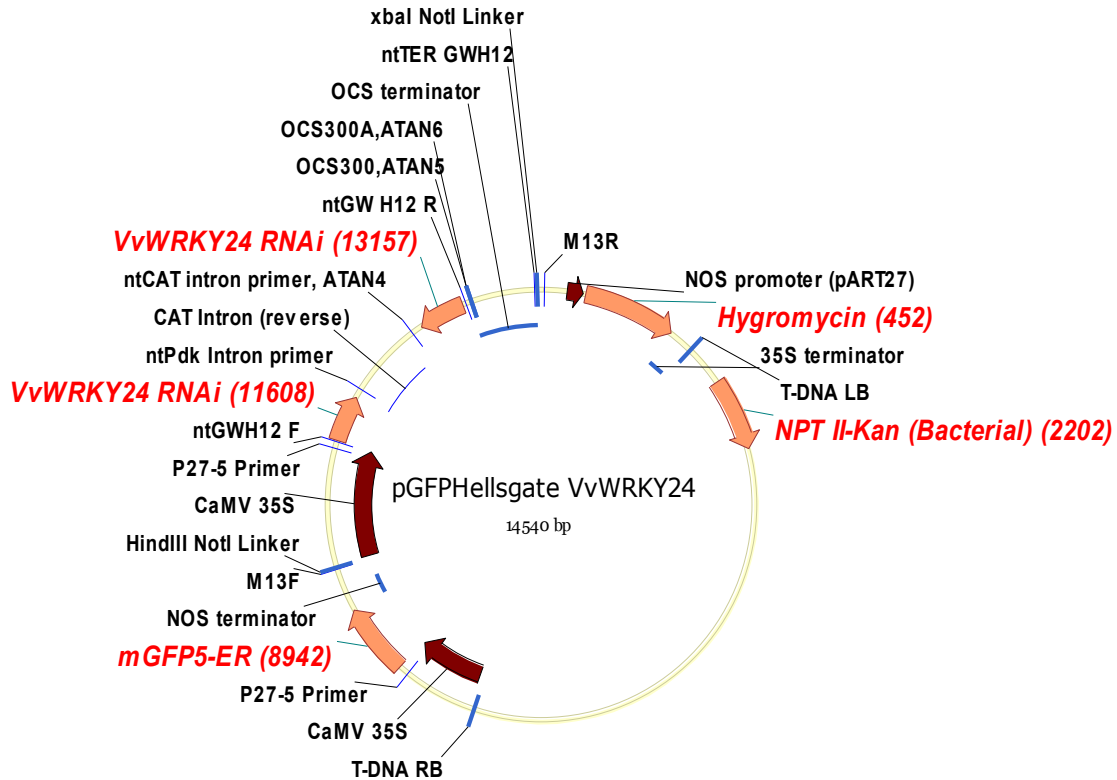 xbaI NotI Linker
ntTER GWH12
OCS terminator
OCS300A,ATAN6
OCS300,ATAN5
ntGW H12 R
VvWRKY24 RNAi (13157)
ntCAT intron primer, ATAN4
CAT Intron (reverse)
ntPdk Intron primer
VvWRKY24 RNAi (11608)
ntGWH12 F
P27-5 Primer
CaMV 35S
HindIII NotI Linker
M13F
NOS terminator
mGFP5-ER (8942)
P27-5 Primer
CaMV 35S
T-DNA RB
M13R
NOS promoter (pART27)
Hygromycin (452)
35S terminator
T-DNA LB
NPT II-Kan (Bacterial) (2202)
pGFPHellsgate VvWRKY24
14540 bp